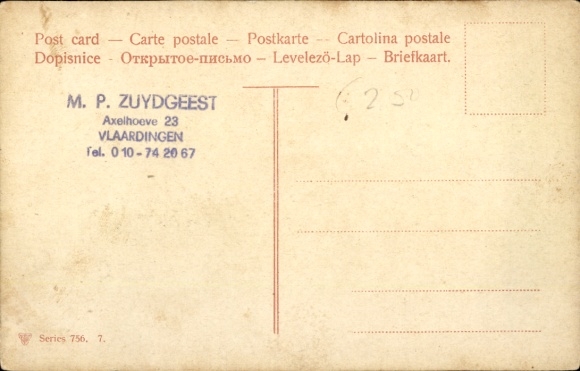 Post card — Carte postale — Postkarte — Cartolina postale
Dopisnice - Открытое-письмо – Levelező-Lap – Briefkaart.
M. P. ZUYDGEEST
Axelhoeve 23
VLAARDINGEN
Tel. 010-74 20 67
Series 756, 7.